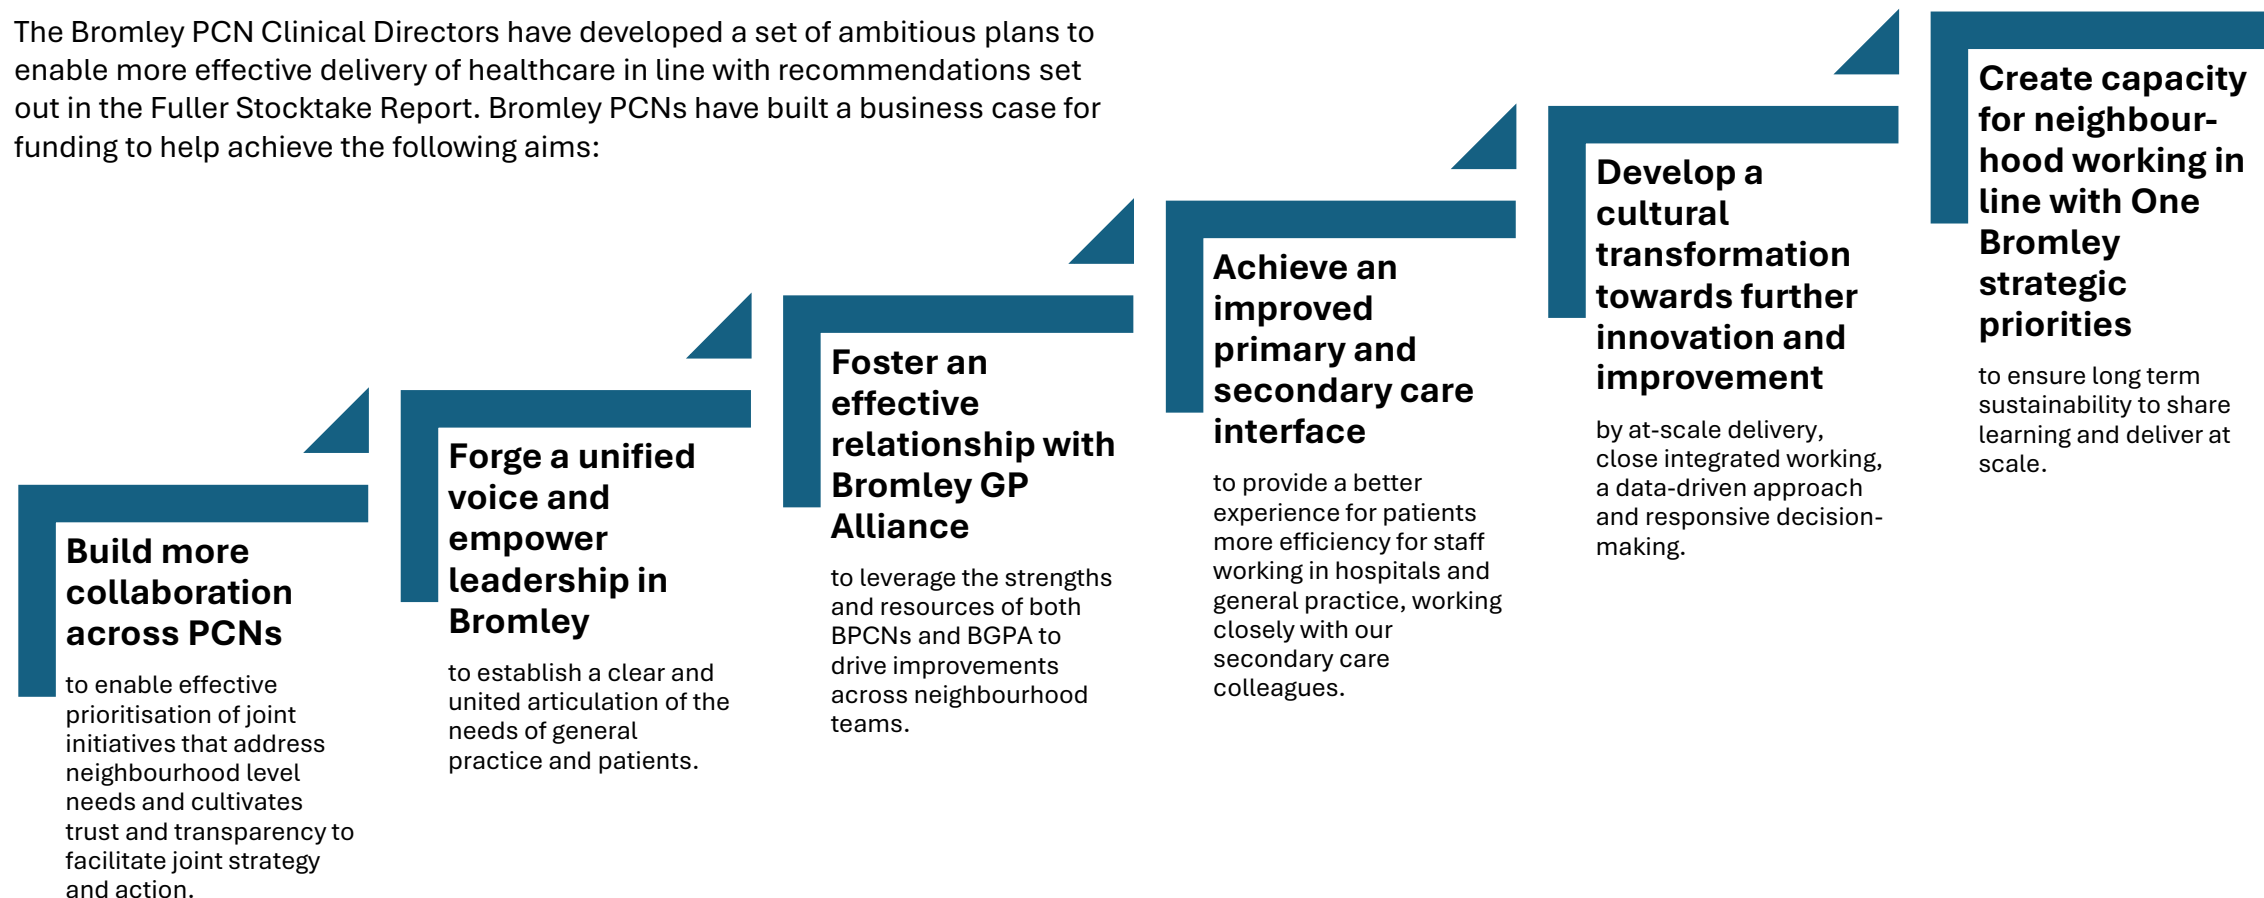 The Bromley PCN Clinical Directors have developed a set of ambitious plans to
enable more effective delivery of healthcare in line with recommendations set
out in the Fuller Stocktake Report. Bromley PCNs have built a business case for
funding to help achieve the following aims:
Build more
collaboration
across PCNs
to enable effective
prioritisation of joint
initiatives that address
neighbourhood level
needs and cultivates
trust and transparency to
facilitate joint strategy
and action.
Forge a unified
voice and
empower
leadership in
Bromley
to establish a clear and
united articulation of the
needs of general
practice and patients.
Foster an
effective
relationship with
Bromley GP
Alliance
to leverage the strengths
and resources of both
BPCNs and BGPA to
drive improvements
across neighbourhood
teams.
Achieve an
improved
primary and
secondary care
interface
to provide a better
experience for patients
more efficiency for staff
working in hospitals and
general practice, working
closely with our
secondary care
colleagues.
Develop a
cultural
transformation
towards further
innovation and
improvement
by at-scale delivery,
close integrated working,
a data-driven approach
and responsive decision-
making.
Create capacity
for neighbour-
hood working in
line with One
Bromley
strategic
priorities
to ensure long term
sustainability to share
learning and deliver at
scale.